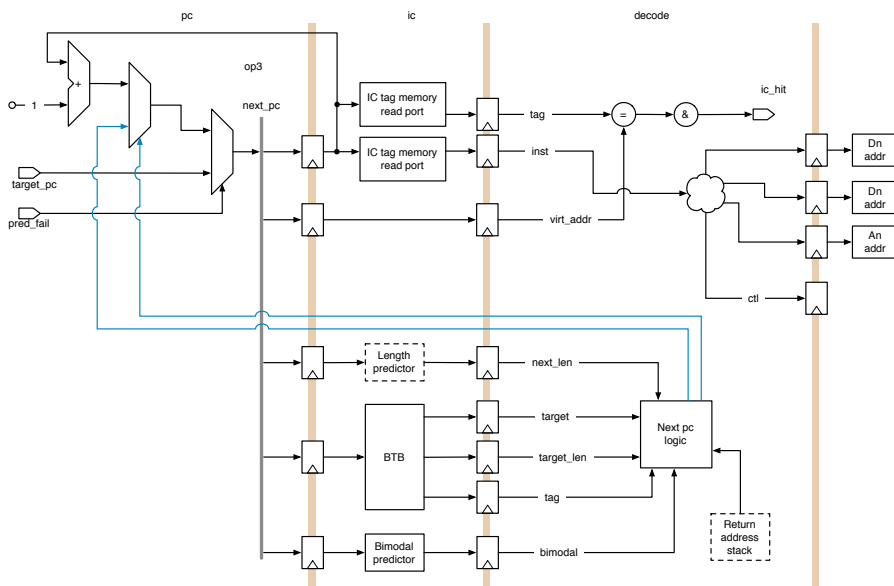 pc
ic
decode
op3
next_pc
+
1
target_pc
pred_fail
IC tag memory
read port
IC tag memory
read port
tag
=
&
ic_hit
inst
virt_addr
Dn
addr
Dn
addr
An
addr
ctl
Length
predictor
next_len
BTB
target
target_len
tag
Next pc
logic
Bimodal
predictor
bimodal
Return
address
stack